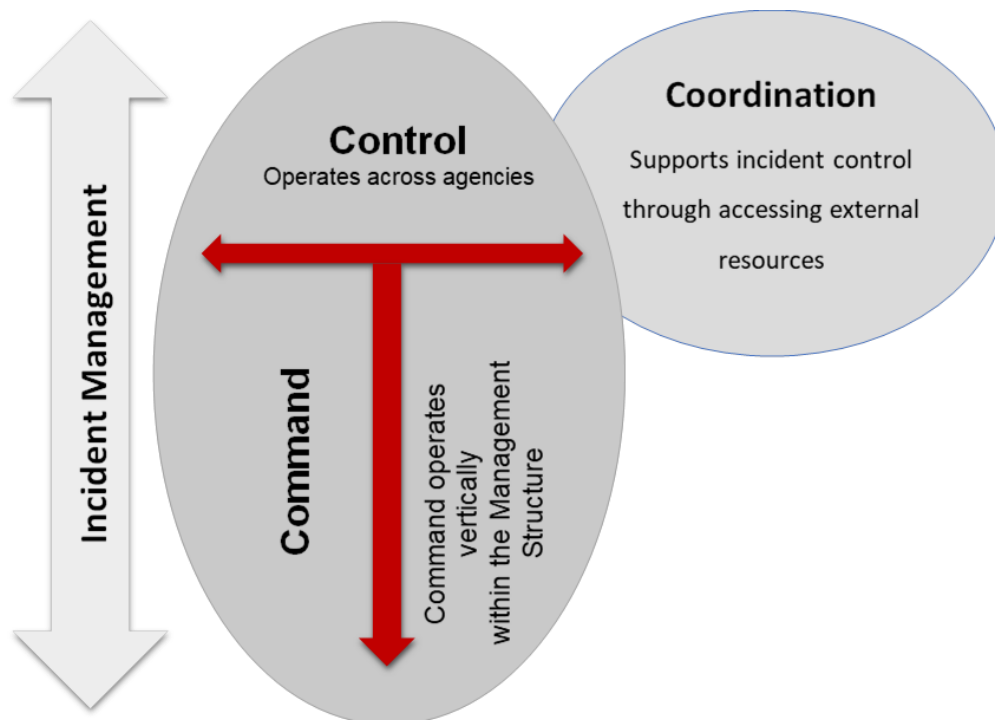 Incident Management
Control
Operates across agencies
Command
Command operates
vertically
within the Management
Structure
Coordination
Supports incident control
through accessing external
resources